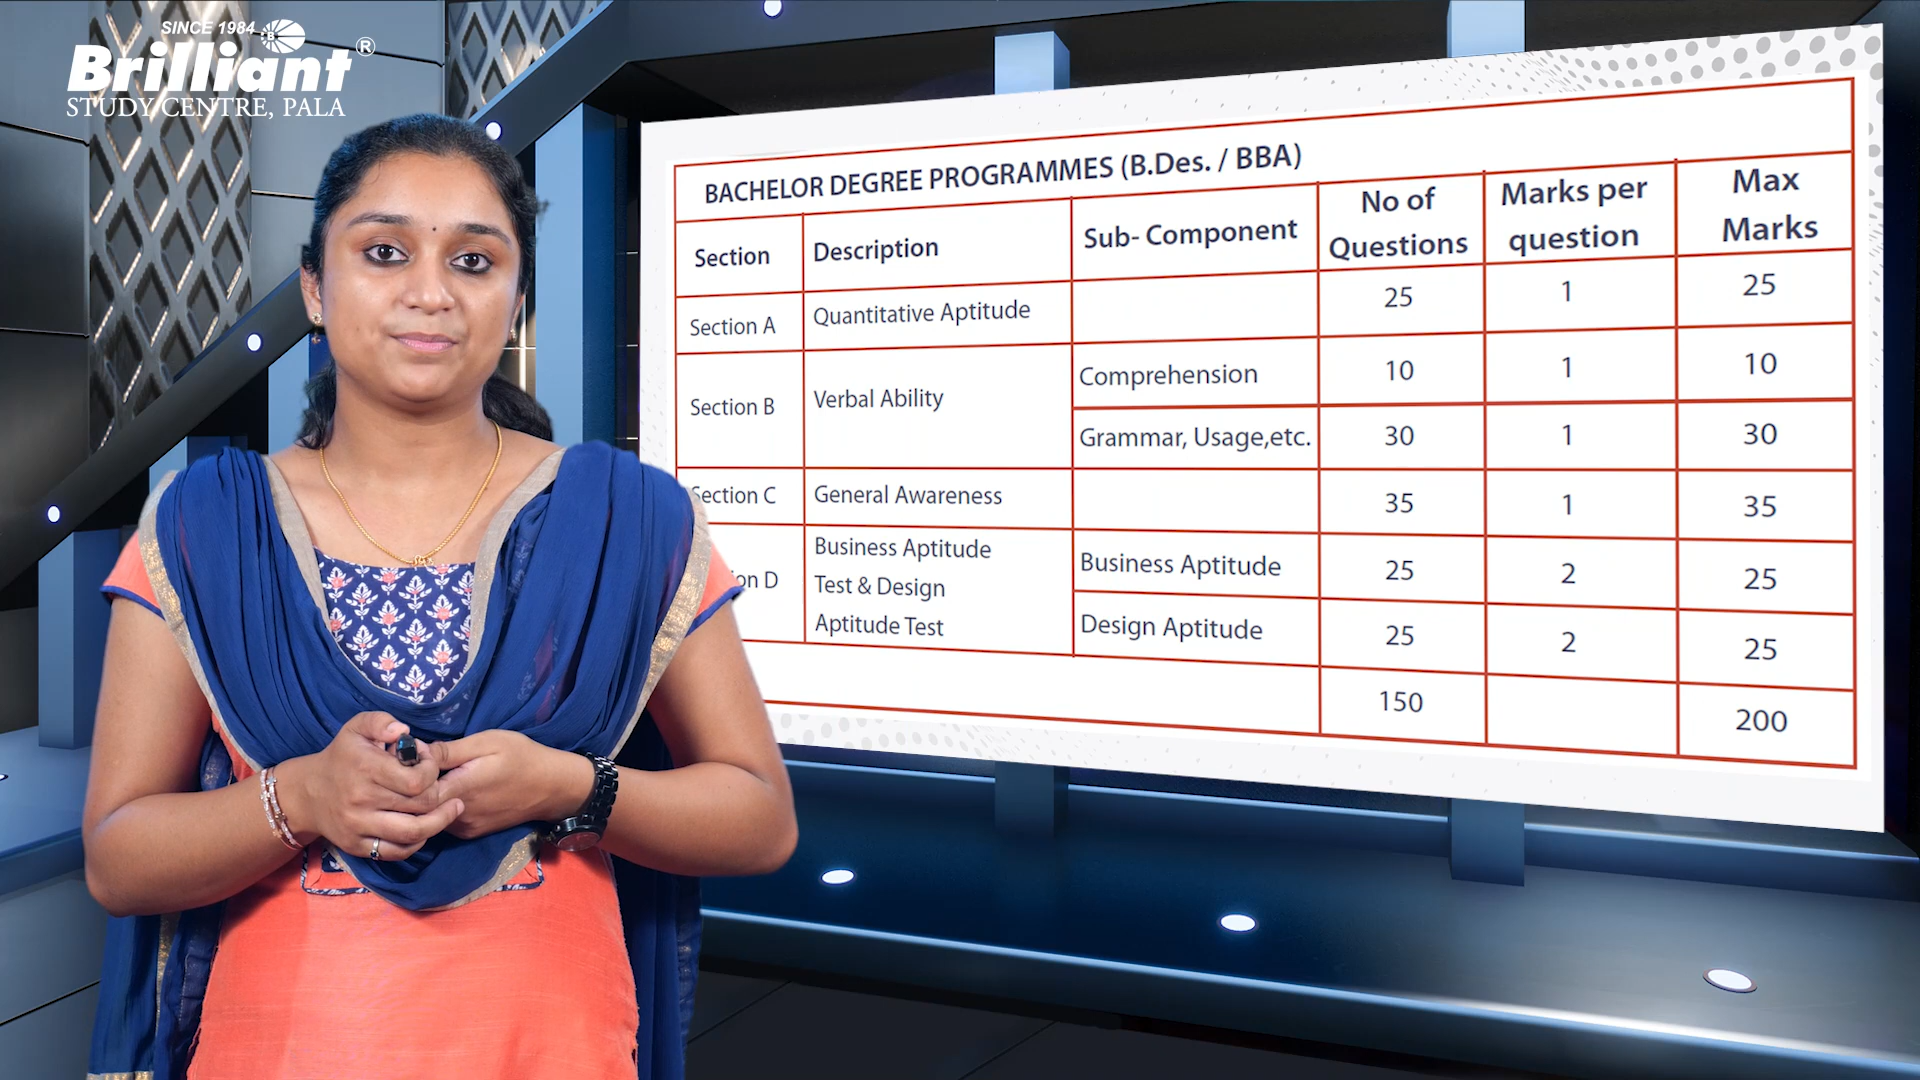 SINCE 1984
B
Brilliant®
STUDY CENTRE, PALA
BACHELOR DEGREE PROGRAMMES (B.Des. / BBA)
Section Description Sub- Component No of Questions Marks per question Max Marks
Section A Quantitative Aptitude 25 1 25
Section B Verbal Ability Comprehension 10 1 10
Grammar, Usage,etc. 30 1 30
Section C General Awareness 35 1 35
on D Business Aptitude Test & Design Aptitude Test Business Aptitude 25 2 25
Design Aptitude 25 2 25
150 200